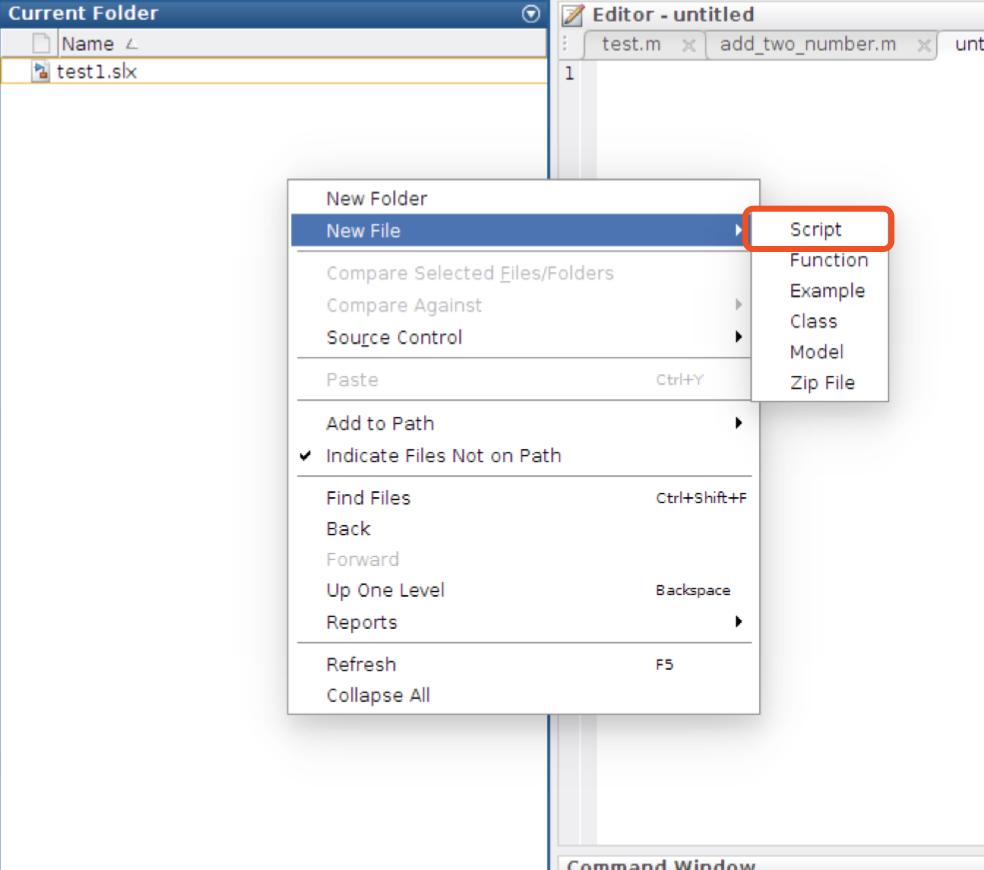 Current Folder
Name
test1.slx
Editor - untitled
test.m
add_two_number.m
unt
1
New Folder
New File
Compare Selected Files/Folders
Compare Against
Source Control
Paste Ctrl+Y
Add to Path
Indicate Files Not on Path
Find Files Ctrl+Shift+F
Back
Forward
Up One Level Backspace
Reports
Refresh F5
Collapse All
Script
Function
Example
Class
Model
Zip File
Command Window